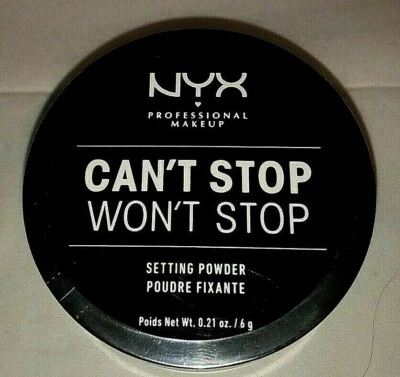 NYX
PROFESSIONAL
MAKEUP
CAN'T STOP
WON'T STOP
SETTING POWDER
POUDRE FIXANTE
Poids Net Wt. 0.21 oz. / 6 g